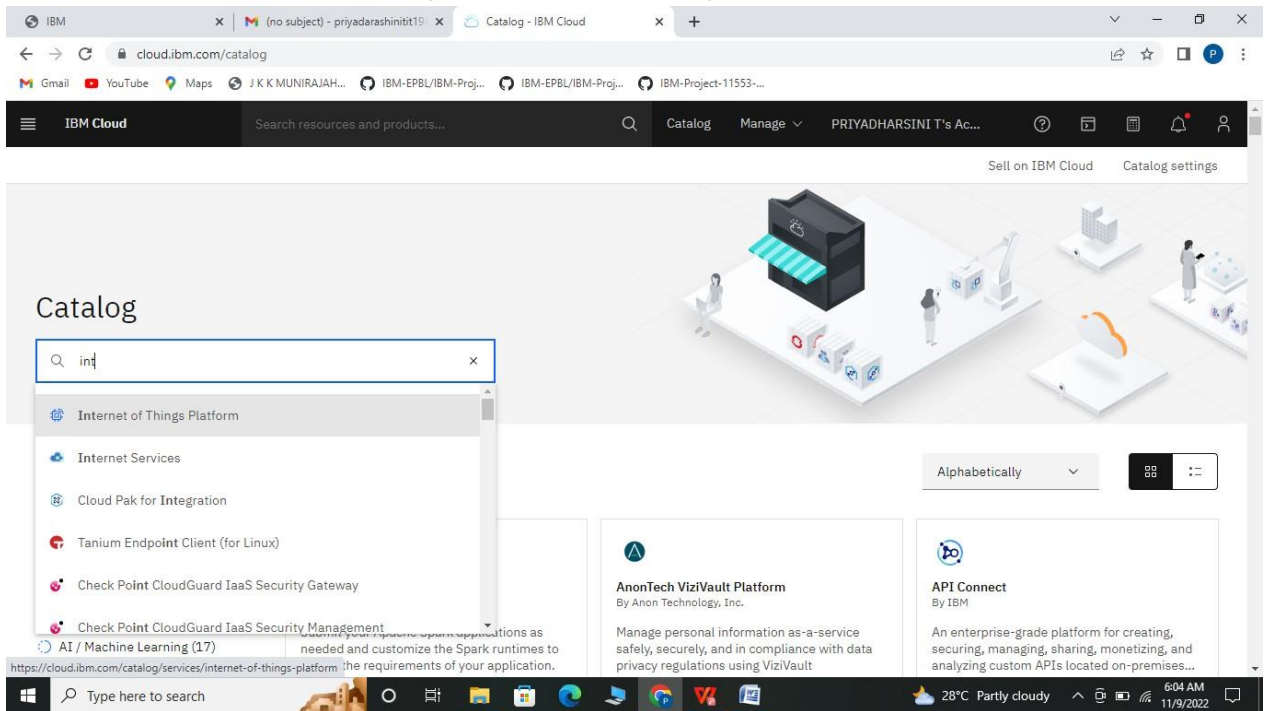 IBM
(no subject) - priyadarashinitit19
Catalog - IBM Cloud
cloud.ibm.com/catalog
P
Gmail
YouTube
Maps
J K K MUNIRAJAH...
IBM-EPBL/IBM-Proj...
IBM-EPBL/IBM-Proj...
IBM-Project-11553-...
IBM Cloud
Search resources and products...
Catalog
Manage
PRIYADHARSINI T's Ac...
Sell on IBM Cloud
Catalog settings
Catalog
int
Internet of Things Platform
Internet Services
Cloud Pak for Integration
Tanium Endpoint Client (for Linux)
Check Point CloudGuard IaaS Security Gateway
Check Point CloudGuard IaaS Security Management
AI / Machine Learning (17)
https://cloud.ibm.com/catalog/services/internet-of-things-platform
Alphabetically
Submit your Apache Spark applications as
needed and customize the Spark runtimes to
the requirements of your application.
AnonTech ViziVault Platform
By Anon Technology, Inc.
Manage personal information as-a-service
safely, securely, and in compliance with data
privacy regulations using ViziVault
API Connect
By IBM
An enterprise-grade platform for creating,
securing, managing, sharing, monetizing, and
analyzing custom APIs located on-premises...
Type here to search
28°C Partly cloudy
6:04 AM
11/9/2022